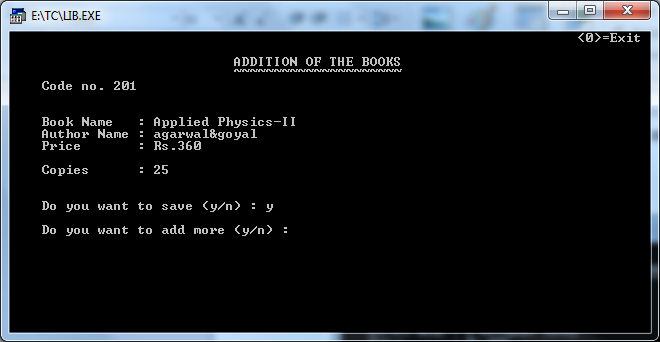 E:\TC\LIB.EXE
<0>=Exit
ADDITION OF THE BOOKS
~~~~~~~~~~~~~~~~~~~~~
Code no. 201
Book Name : Applied Physics-II
Author Name : agarwal&goyal
Price : Rs.360
Copies : 25
Do you want to save (y/n) : y
Do you want to add more (y/n) :